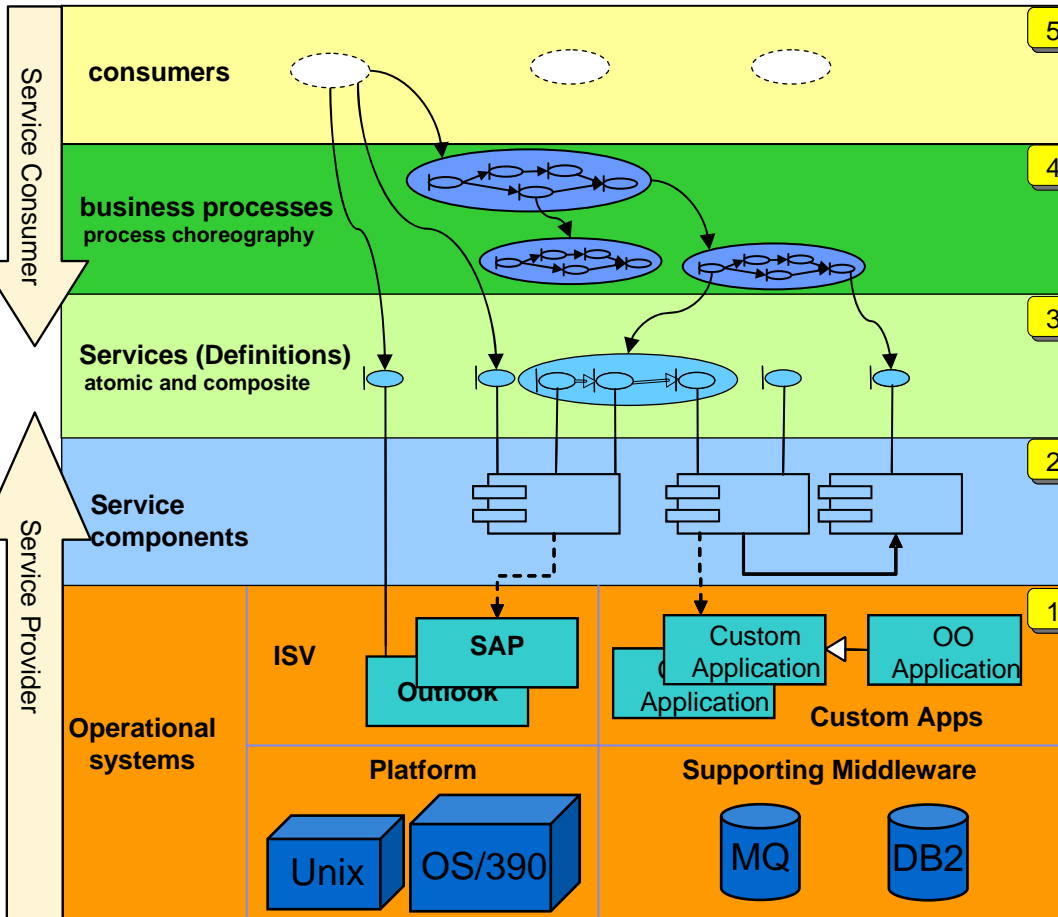 5
consumers
Service Consumer
4
business processes
process choreography
3
Services (Definitions)
atomic and composite
2
Service
components
Service Provider
1
ISV
SAP
Outlook
Custom
Application
Application
OO
Application
Custom Apps
Operational
systems
Platform
Supporting Middleware
Unix
OS/390
MQ
DB2